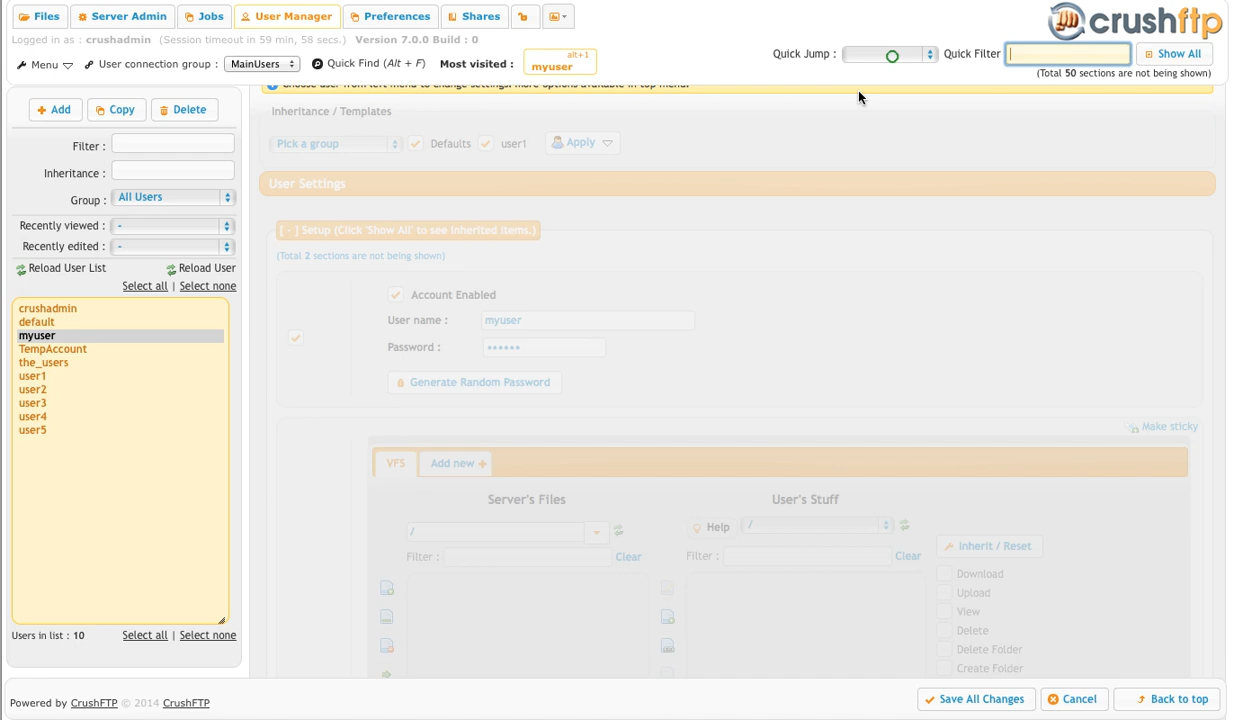 Files
Server Admin
Jobs
User Manager
Preferences
Shares
crushftp
Logged in as : crushadmin (Session timeout in 59 min, 58 secs.) Version 7.0.0 Build : 0
Menu
User connection group : MainUsers
Quick Find (Alt + F)
Most visited :
alt+1
myuser
Quick Jump :
Quick Filter
Show All
(Total 50 sections are not being shown)
Choose user from left menu to change settings. more options available in top menu.
Add
Copy
Delete
Filter :
Inheritance :
Group : All Users
Recently viewed : -
Recently edited : -
Reload User List
Reload User
Select all | Select none
crushadmin
default
myuser
TempAccount
the_users
user1
user2
user3
user4
user5
Users in list : 10
Select all | Select none
Inheritance / Templates
Pick a group
Defaults
user1
Apply
User Settings
[ - ] Setup (Click 'Show All' to see Inherited Items.)
(Total 2 sections are not being shown)
Account Enabled
User name : myuser
Password : ••••••
Generate Random Password
Make sticky
VFS
Add new +
Server's Files
User's Stuff
/
Help
/
Filter :
Clear
Filter :
Clear
Inherit / Reset
Download
Upload
View
Delete
Delete Folder
Create Folder
Powered by CrushFTP © 2014 CrushFTP
Save All Changes
Cancel
Back to top